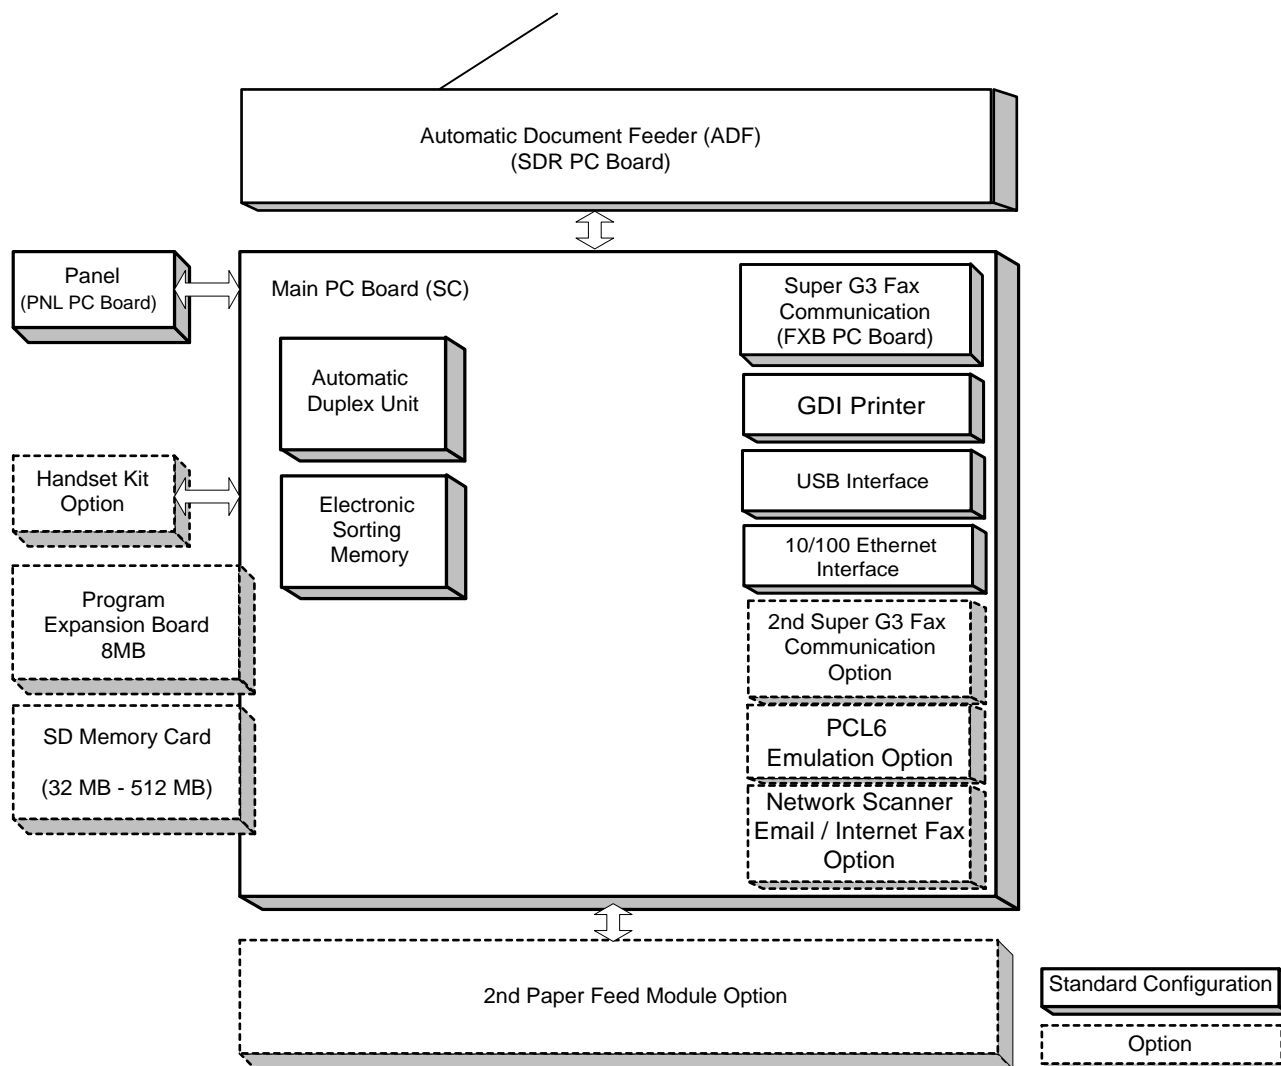 Automatic Document Feeder (ADF)
(SDR PC Board)
Panel
(PNL PC Board)
Main PC Board (SC)
Super G3 Fax
Communication
(FXB PC Board)
Automatic
Duplex Unit
GDI Printer
Handset Kit
Option
Electronic
Sorting
Memory
USB Interface
10/100 Ethernet
Interface
Program
Expansion Board
8MB
2nd Super G3 Fax
Communication
Option
SD Memory Card
(32 MB - 512 MB)
PCL6
Emulation Option
Network Scanner
Email / Internet Fax
Option
2nd Paper Feed Module Option
Standard Configuration
Option